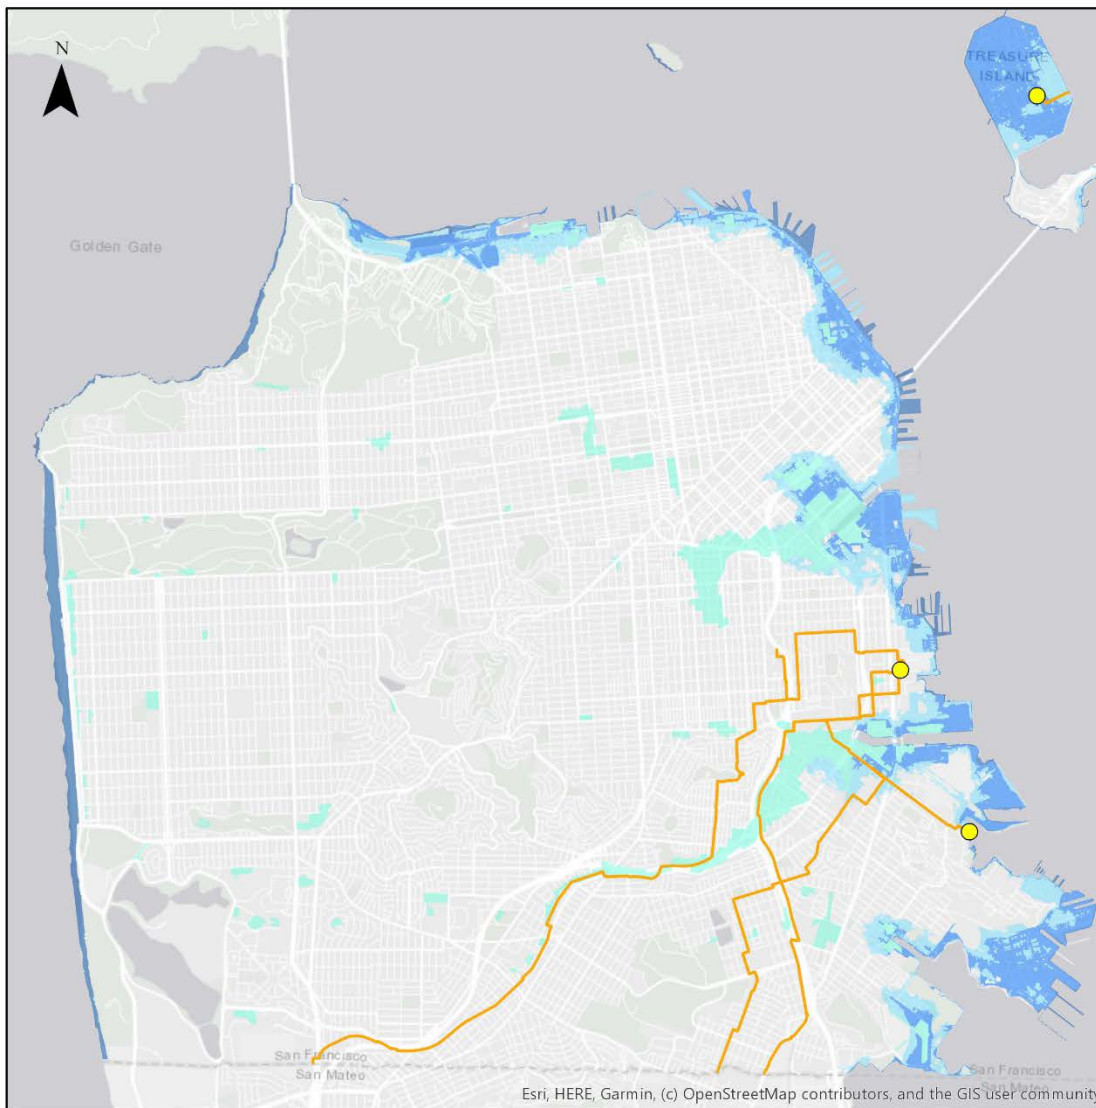 N
TREASURE
ISLAND
Golden Gate
San Francisco
San Mateo
San Francisco
San Mateo
Esri, HERE, Garmin, (c) OpenStreetMap contributors, and the GIS user community